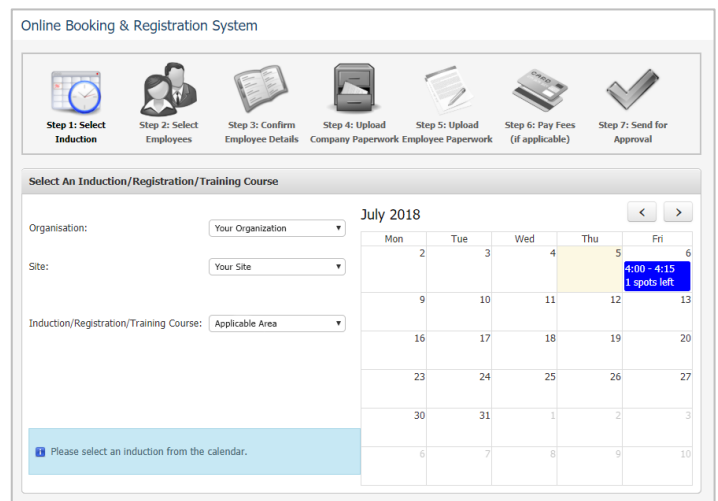 Online Booking & Registration System
Step 1: Select
Induction
Step 2: Select
Employees
Step 3: Confirm
Employee Details
Step 4: Upload
Company Paperwork
Step 5: Upload
Employee Paperwork
Step 6: Pay Fees
(if applicable)
Step 7: Send for
Approval
Select An Induction/Registration/Training Course
Organisation: Your Organization
Site: Your Site
Induction/Registration/Training Course: Applicable Area
Please select an induction from the calendar.
July 2018 < >
Mon Tue Wed Thu Fri
2 3 4 5 6
4:00 - 4:15
1 spots left
9 10 11 12 13
16 17 18 19 20
23 24 25 26 27
30 31 1 2 3
6 7 8 9 10